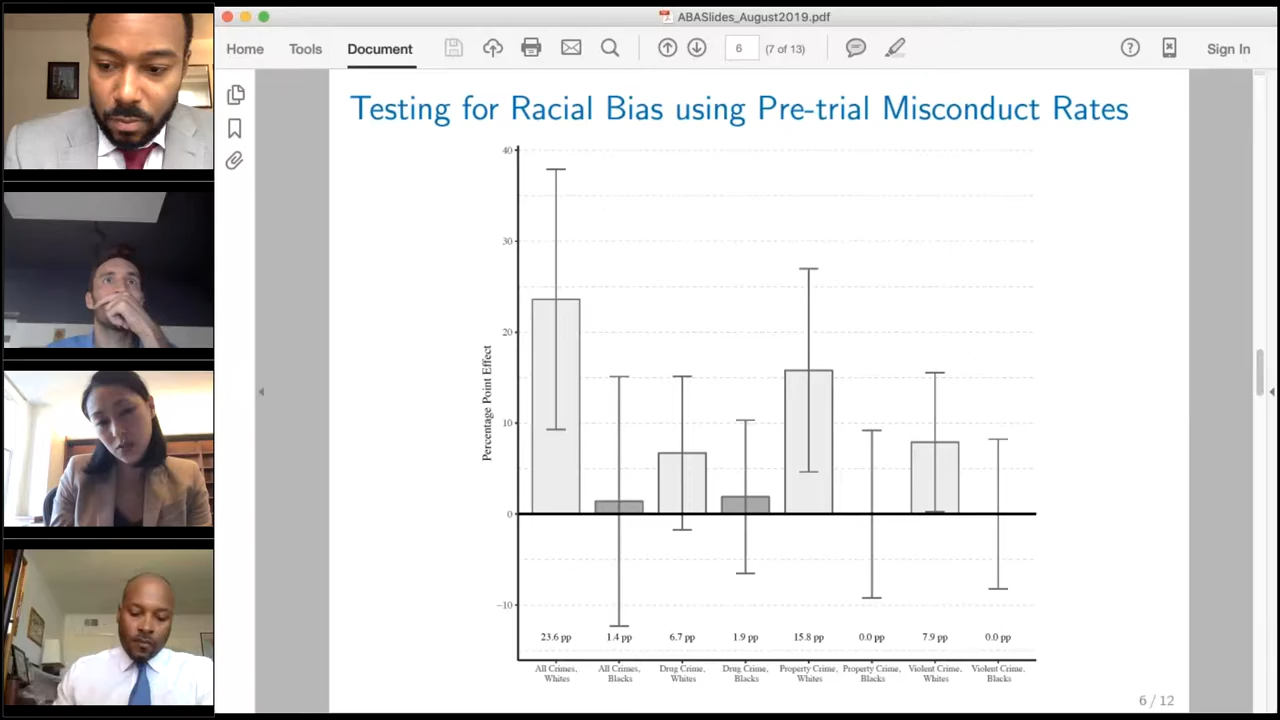 ABASlides_August2019.pdf
Home
Tools
Document
6
(7 of 13)
Sign In
Testing for Racial Bias using Pre-trial Misconduct Rates
40
30
20
10
0
−10
Percentage Point Effect
23.6 pp
1.4 pp
6.7 pp
1.9 pp
15.8 pp
0.0 pp
7.9 pp
0.0 pp
All Crimes,
Whites
All Crimes,
Blacks
Drug Crime,
Whites
Drug Crime,
Blacks
Property Crime,
Whites
Property Crime,
Blacks
Violent Crime,
Whites
Violent Crime,
Blacks
6 / 12